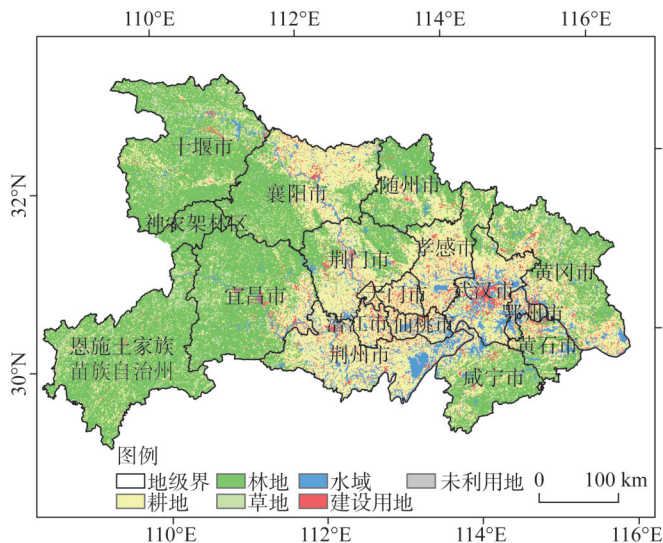 110°E 112°E 114°E 116°E
32°N
30°N
十堰市
襄阳市
随州市
神农架林区
荆门市
孝感市
黄冈市
宜昌市
天门市
武汉市
鄂州市
潜江市
仙桃市
黄石市
恩施土家族
苗族自治州
荆州市
咸宁市
图例
地级界 林地 水域 未利用地
耕地 草地 建设用地
0 100 km
110°E 112°E 114°E 116°E